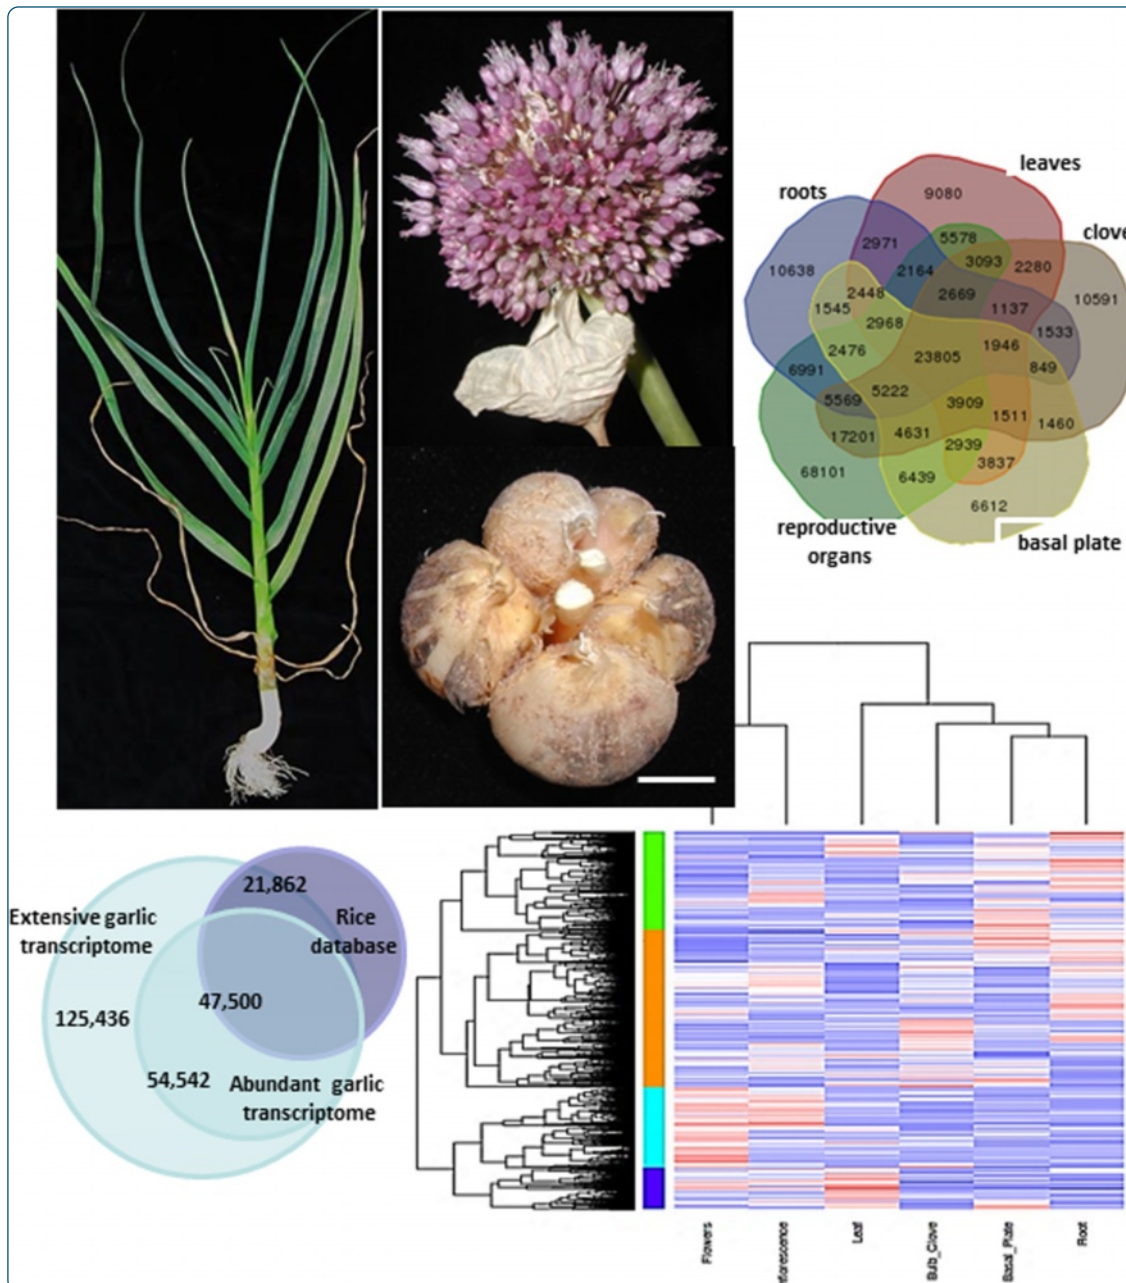 leaves
roots
clove
9080
2971
5578
3093
2280
10638
2164
10591
2448
2669
1545
1137
2968
1533
2476
23805
1946
849
6991
5222
5569
3909
1511
1460
17201
4631
2939
68101
6439
3837
6612
reproductive
organs
basal plate
21,862
Extensive garlic
transcriptome
Rice
database
47,500
125,436
54,542
Abundant garlic
transcriptome
Flowers
florescence
Leaf
Bulb_Clove
Basal_Plate
Root